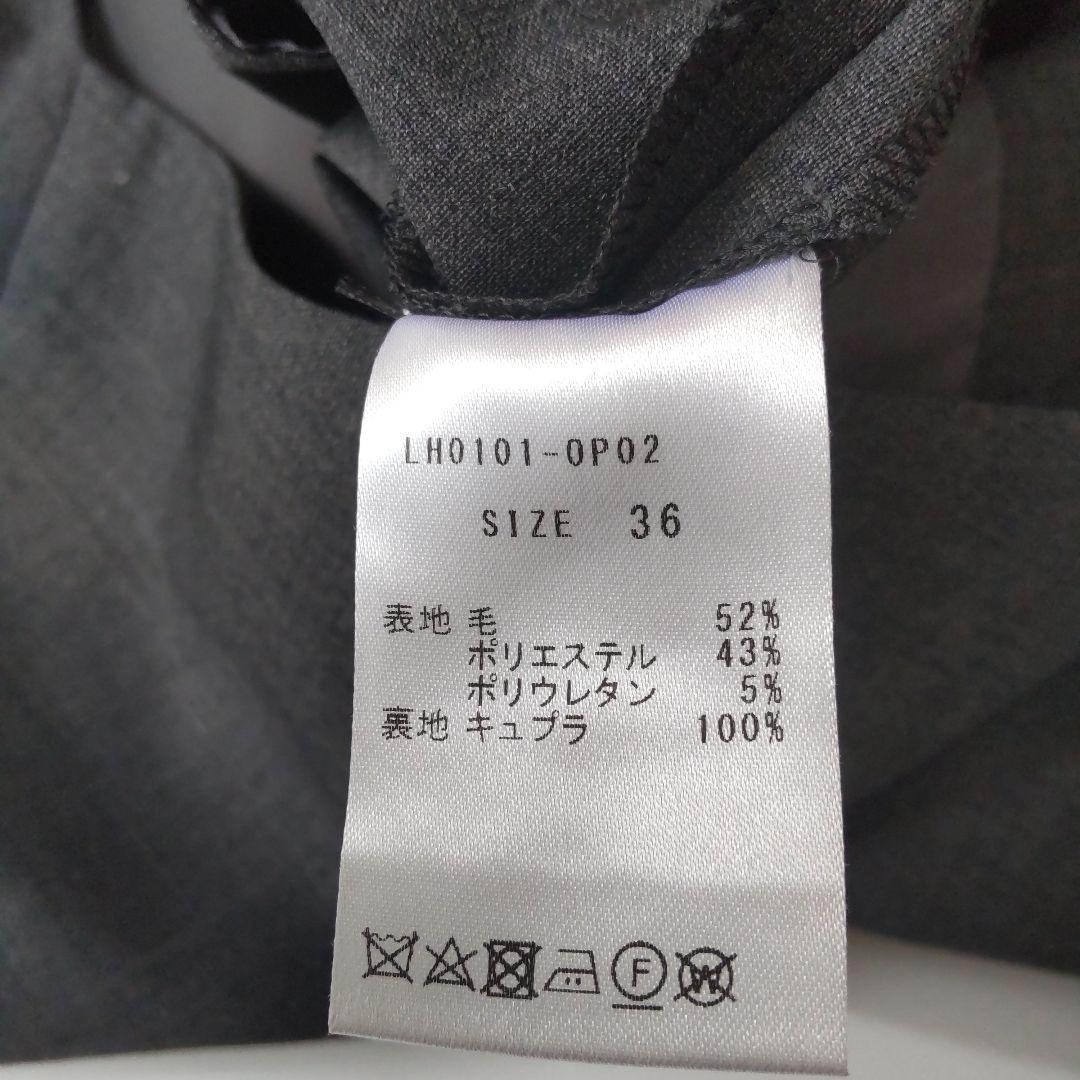 LH0101-OP02
SIZE 36
表地 毛 52%
ポリエステル 43%
ポリウレタン 5%
裏地 キュプラ 100%
F W